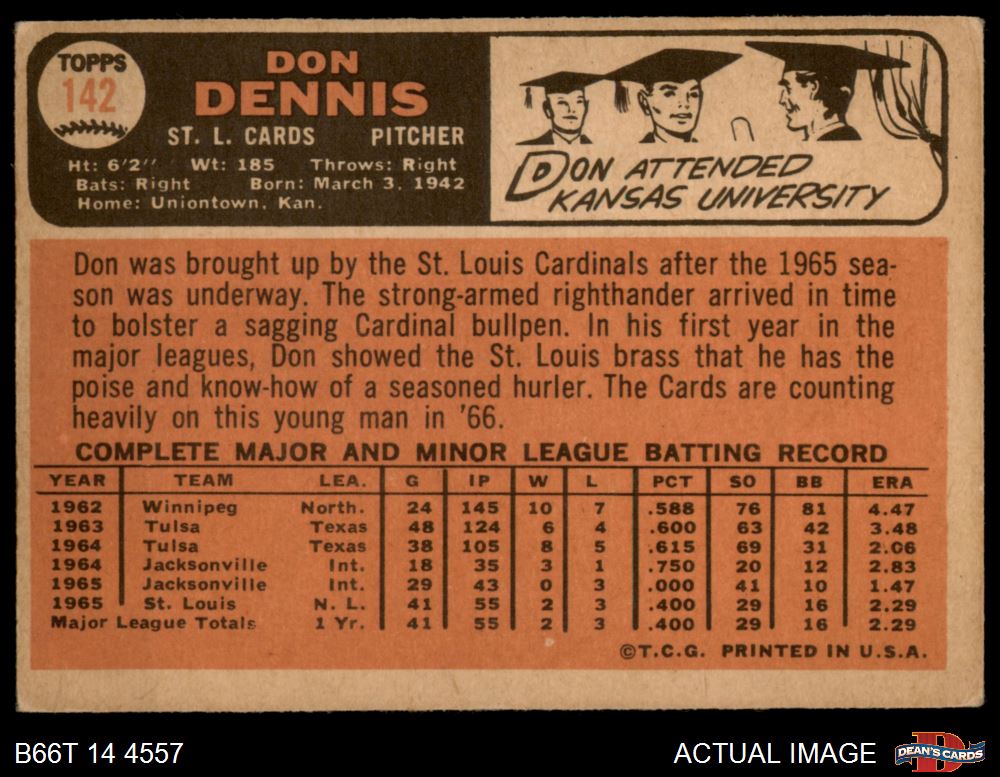 TOPPS
142
DON
DENNIS
ST. L. CARDS PITCHER
Ht: 6'2" Wt: 185 Throws: Right
Bats: Right Born: March 3, 1942
Home: Uniontown, Kan.
DON ATTENDED
KANSAS UNIVERSITY
Don was brought up by the St. Louis Cardinals after the 1965 sea-
son was underway. The strong-armed righthander arrived in time
to bolster a sagging Cardinal bullpen. In his first year in the
major leagues, Don showed the St. Louis brass that he has the
poise and know-how of a seasoned hurler. The Cards are counting
heavily on this young man in '66.
COMPLETE MAJOR AND MINOR LEAGUE BATTING RECORD
YEAR TEAM LEA. G IP W L PCT SO BB ERA
1962 Winnipeg North. 24 145 10 7 .588 76 81 4.47
1963 Tulsa Texas 48 124 6 4 .600 63 42 3.48
1964 Tulsa Texas 38 105 8 5 .615 69 31 2.06
1964 Jacksonville Int. 18 35 3 1 .750 20 12 2.83
1965 Jacksonville Int. 29 43 0 3 .000 41 10 1.47
1965 St. Louis N. L. 41 55 2 3 .400 29 16 2.29
Major League Totals 1 Yr. 41 55 2 3 .400 29 16 2.29
©T.C.G. PRINTED IN U.S.A.
B66T 14 4557 ACTUAL IMAGE
D
DEAN'S CARDS